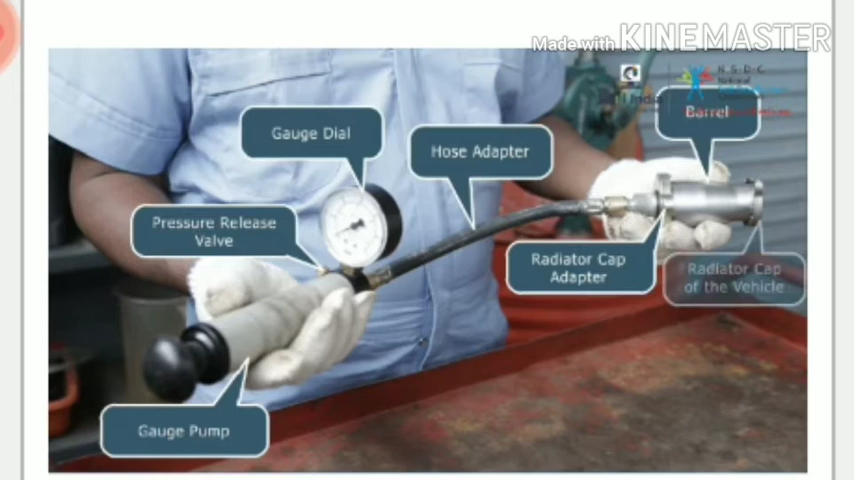 Made with KINEMASTER
N·S·D·C
National
Gauge Dial
Hose Adapter
Barrel
Pressure Release
Valve
Radiator Cap
Adapter
Radiator Cap
of the Vehicle
Gauge Pump